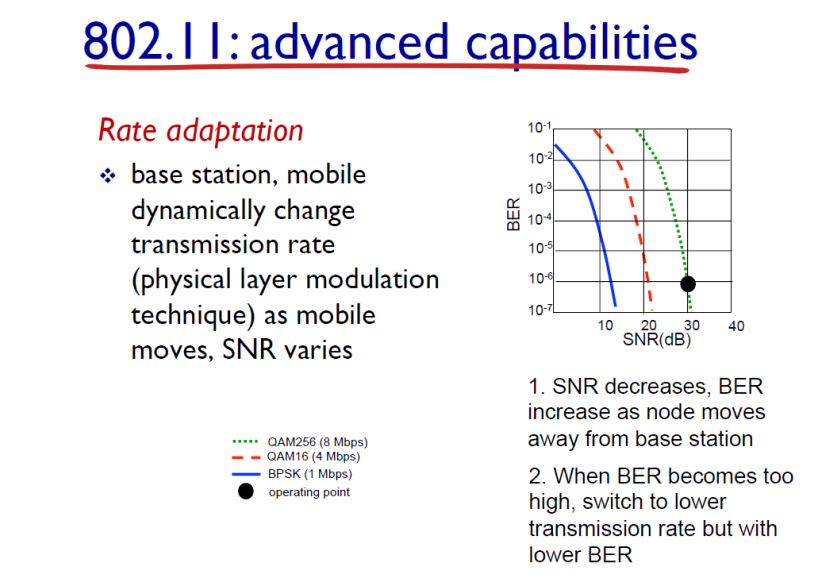 802.11: advanced capabilities
Rate adaptation
❖ base station, mobile
dynamically change
transmission rate
(physical layer modulation
technique) as mobile
moves, SNR varies
QAM256 (8 Mbps)
QAM16 (4 Mbps)
BPSK (1 Mbps)
operating point
BER
10-1
10-2
10-3
10-4
10-5
10-6
10-7
10 20 30 40
SNR(dB)
1. SNR decreases, BER
increase as node moves
away from base station
2. When BER becomes too
high, switch to lower
transmission rate but with
lower BER